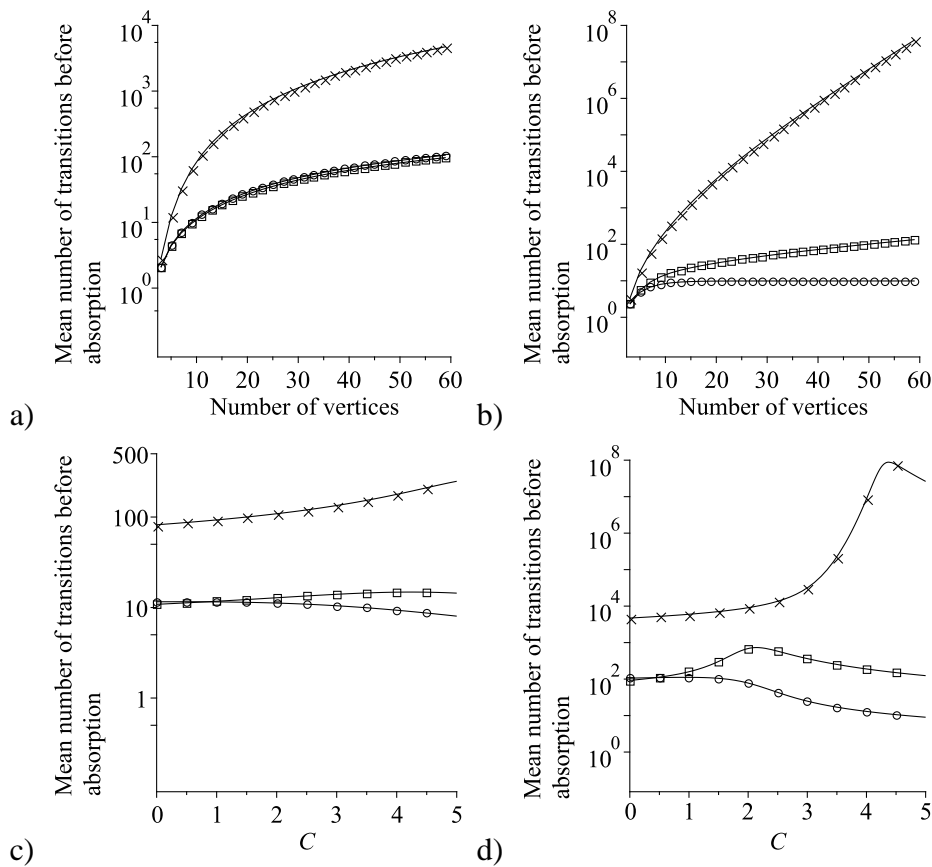 Mean number of transitions before
absorption
10^4
10^3
10^2
10^1
10^0
10 20 30 40 50 60
Number of vertices
a)
Mean number of transitions before
absorption
10^8
10^6
10^4
10^2
10^0
10 20 30 40 50 60
Number of vertices
b)
Mean number of transitions before
absorption
500
100
10
1
0 1 2 3 4 5
C
c)
Mean number of transitions before
absorption
10^8
10^6
10^4
10^2
10^0
0 1 2 3 4 5
C
d)